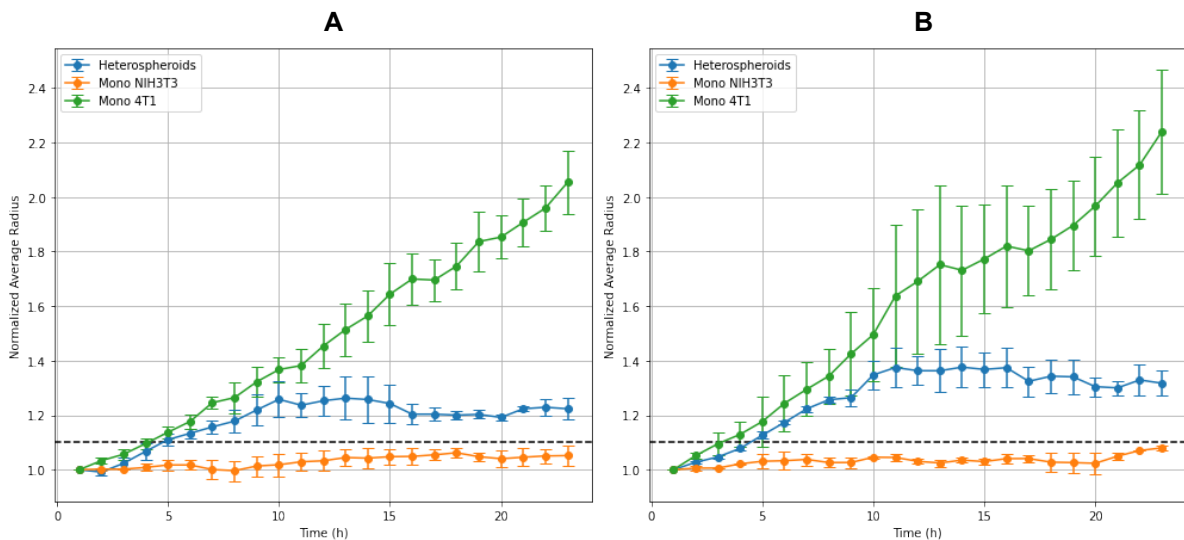 A
B
Heterospheroids
Mono NIH3T3
Mono 4T1
Normalized Average Radius
2.4
2.2
2.0
1.8
1.6
1.4
1.2
1.0
0
5
10
15
20
Time (h)
Heterospheroids
Mono NIH3T3
Mono 4T1
Normalized Average Radius
2.4
2.2
2.0
1.8
1.6
1.4
1.2
1.0
0
5
10
15
20
Time (h)